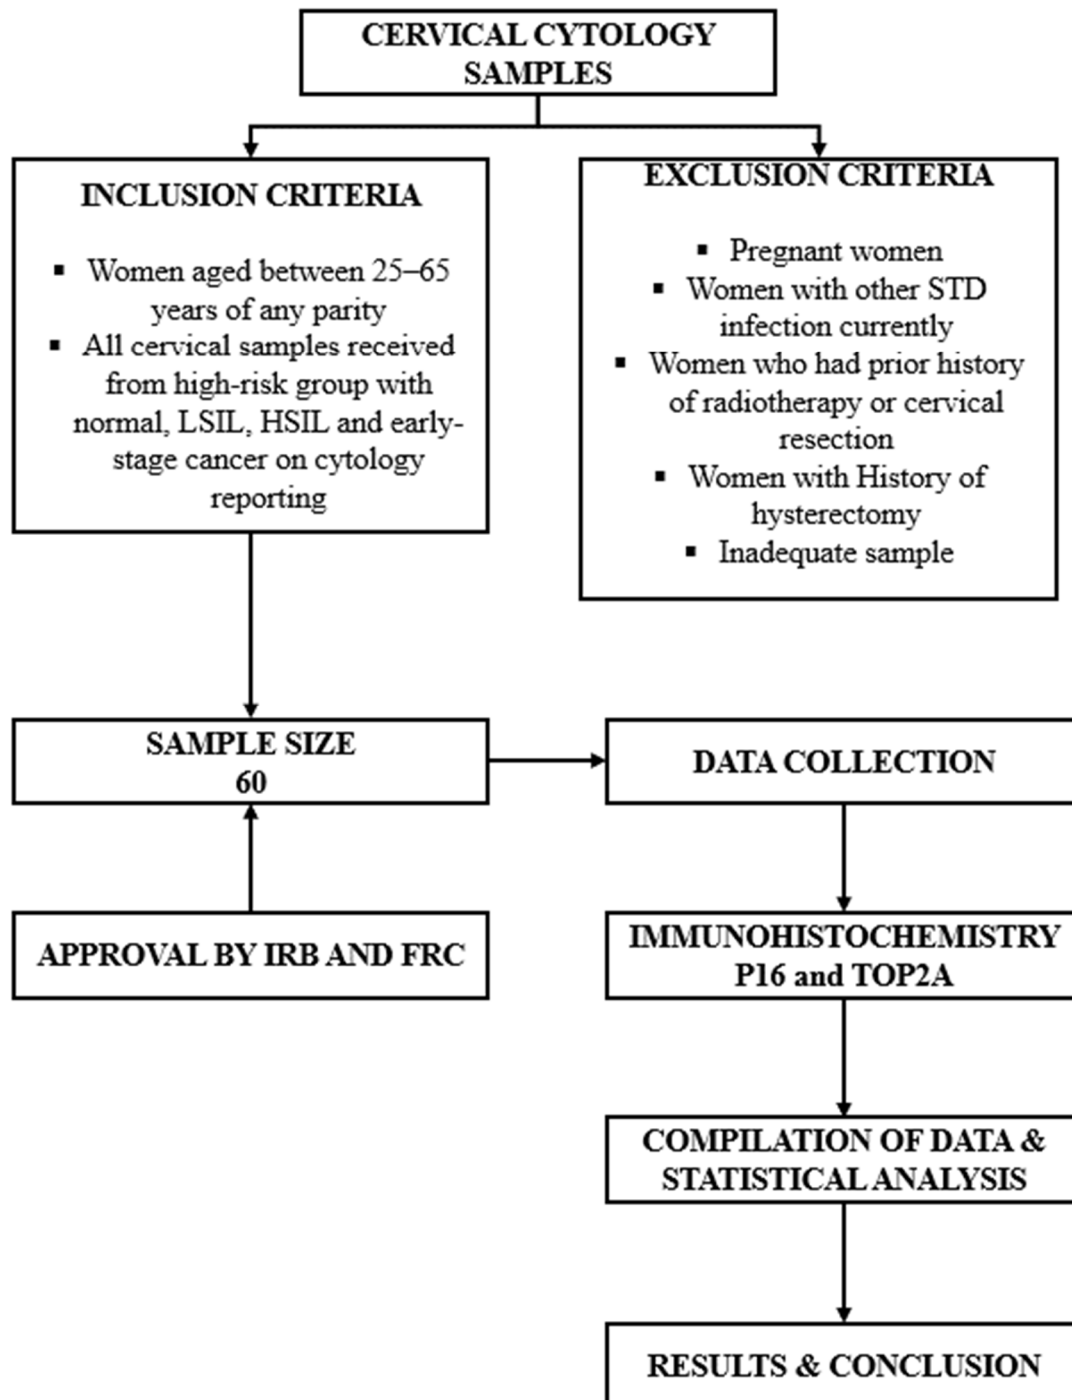 CERVICAL CYTOLOGY
SAMPLES
INCLUSION CRITERIA
▪ Women aged between 25–65
years of any parity
▪ All cervical samples received
from high-risk group with
normal, LSIL, HSIL and early-
stage cancer on cytology
reporting
EXCLUSION CRITERIA
▪ Pregnant women
▪ Women with other STD
infection currently
▪ Women who had prior history
of radiotherapy or cervical
resection
▪ Women with History of
hysterectomy
▪ Inadequate sample
SAMPLE SIZE
60
DATA COLLECTION
APPROVAL BY IRB AND FRC
IMMUNOHISTOCHEMISTRY
P16 and TOP2A
COMPILATION OF DATA &
STATISTICAL ANALYSIS
RESULTS & CONCLUSION